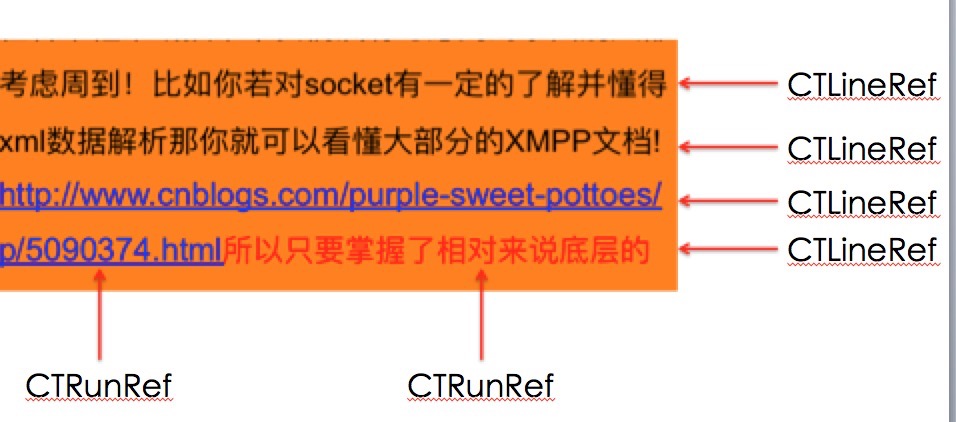 考虑周到！比如你若对socket有一定的了解并懂得
CTLineRef
xml数据解析那你就可以看懂大部分的XMPP文档!
CTLineRef
http://www.cnblogs.com/purple-sweet-pottoes/
CTLineRef
p/5090374.html所以只要掌握了相对来说底层的
CTLineRef
CTRunRef
CTRunRef